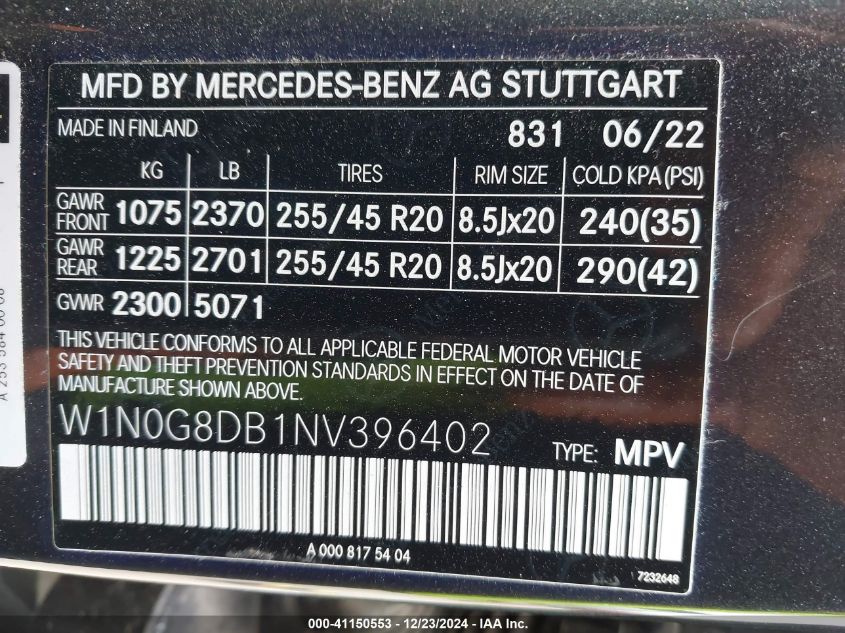 MFD BY MERCEDES-BENZ AG STUTTGART
MADE IN FINLAND 831 06/22
KG LB TIRES RIM SIZE COLD KPA (PSI)
GAWR FRONT 1075 2370 255/45 R20 8.5Jx20 240(35)
GAWR REAR 1225 2701 255/45 R20 8.5Jx20 290(42)
GVWR 2300 5071
THIS VEHICLE CONFORMS TO ALL APPLICABLE FEDERAL MOTOR VEHICLE
SAFETY AND THEFT PREVENTION STANDARDS IN EFFECT ON THE DATE OF
MANUFACTURE SHOWN ABOVE.
W1N0G8DB1NV396402 TYPE: MPV
A 000 817 54 04
7232648
000-41150553 - 12/23/2024 - IAA Inc.